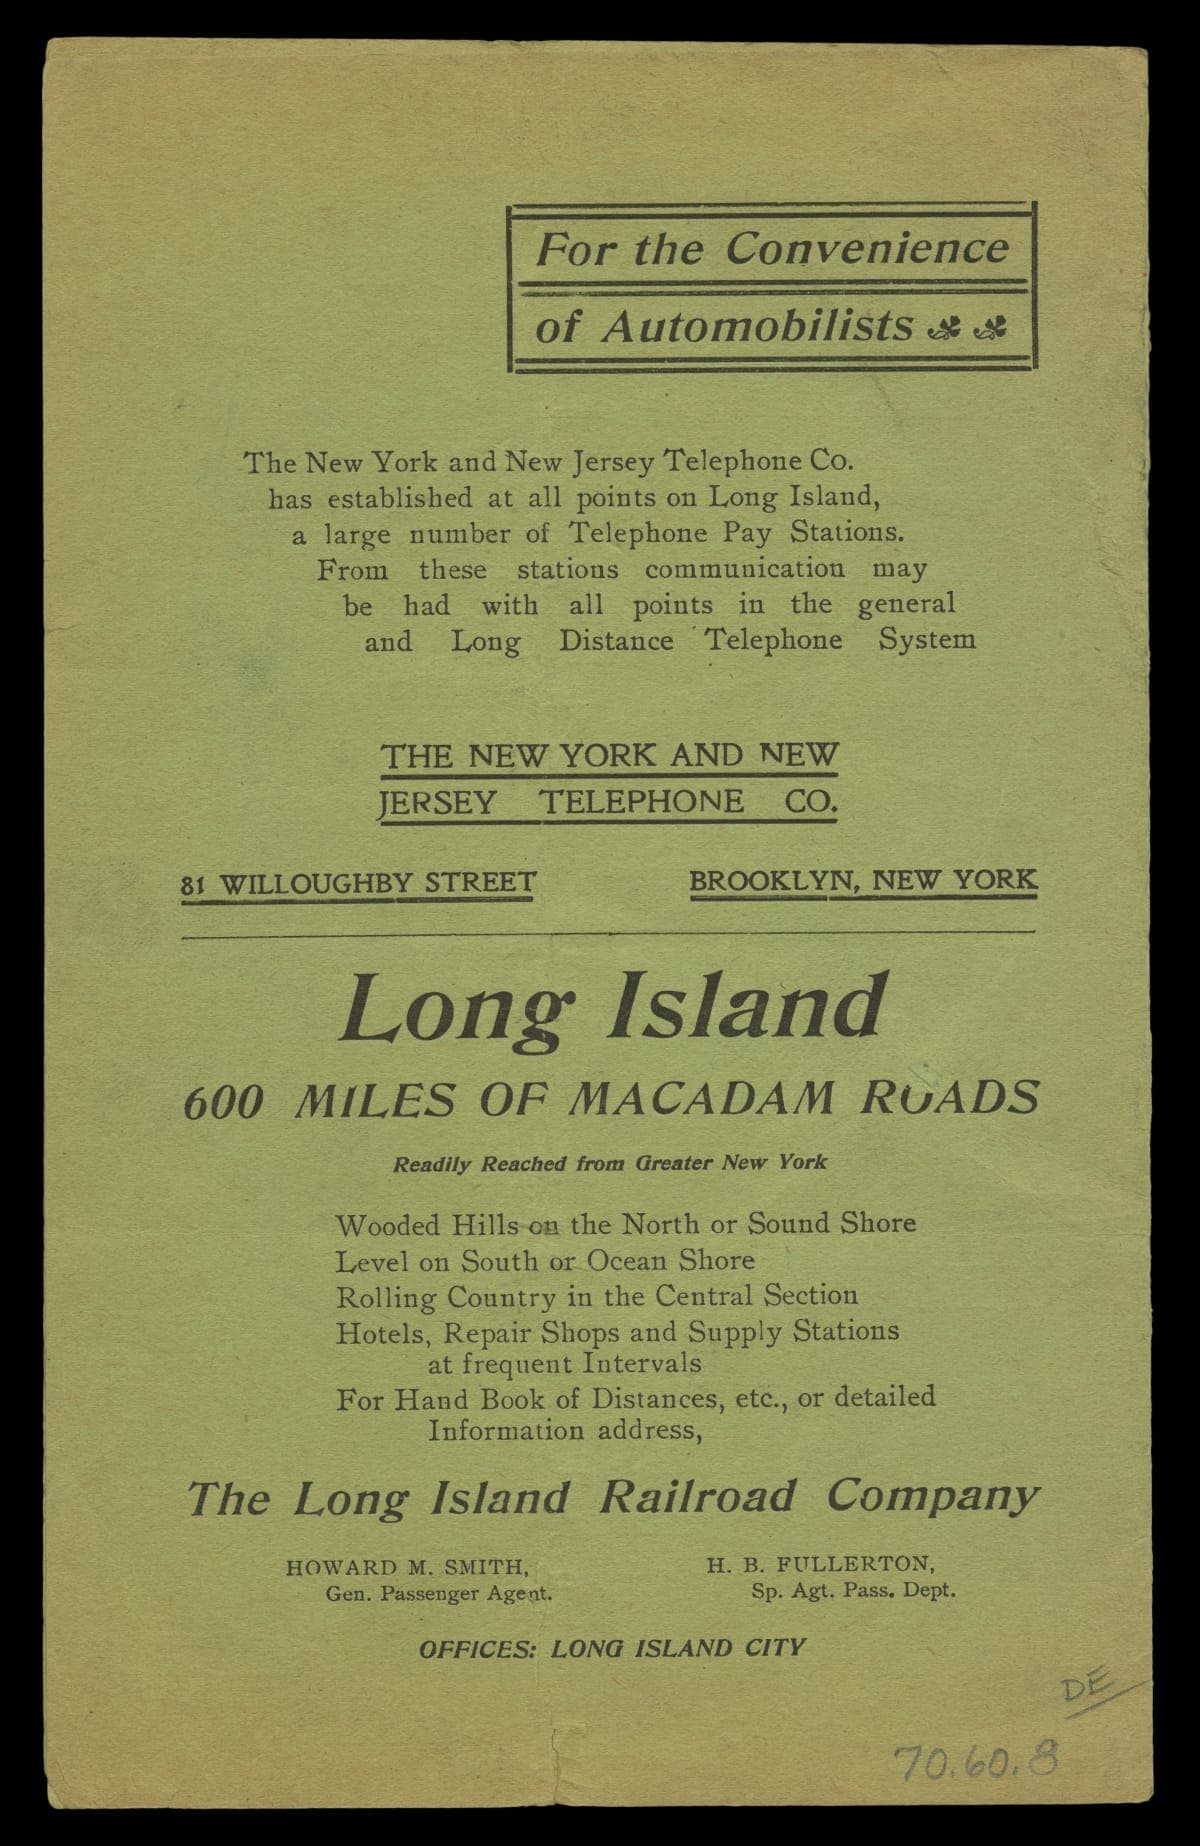 For the Convenience
of Automobilists
The New York and New Jersey Telephone Co.
has established at all points on Long Island,
a large number of Telephone Pay Stations.
From these stations communication may
be had with all points in the general
and Long Distance Telephone System
THE NEW YORK AND NEW
JERSEY TELEPHONE CO.
81 WILLOUGHBY STREET BROOKLYN, NEW YORK
Long Island
600 MILES OF MACADAM ROADS
Readily Reached from Greater New York
Wooded Hills on the North or Sound Shore
Level on South or Ocean Shore
Rolling Country in the Central Section
Hotels, Repair Shops and Supply Stations
at frequent Intervals
For Hand Book of Distances, etc., or detailed
Information address,
The Long Island Railroad Company
HOWARD M. SMITH, H. B. FULLERTON,
Gen. Passenger Agent. Sp. Agt. Pass. Dept.
OFFICES: LONG ISLAND CITY
DE
70.60.8